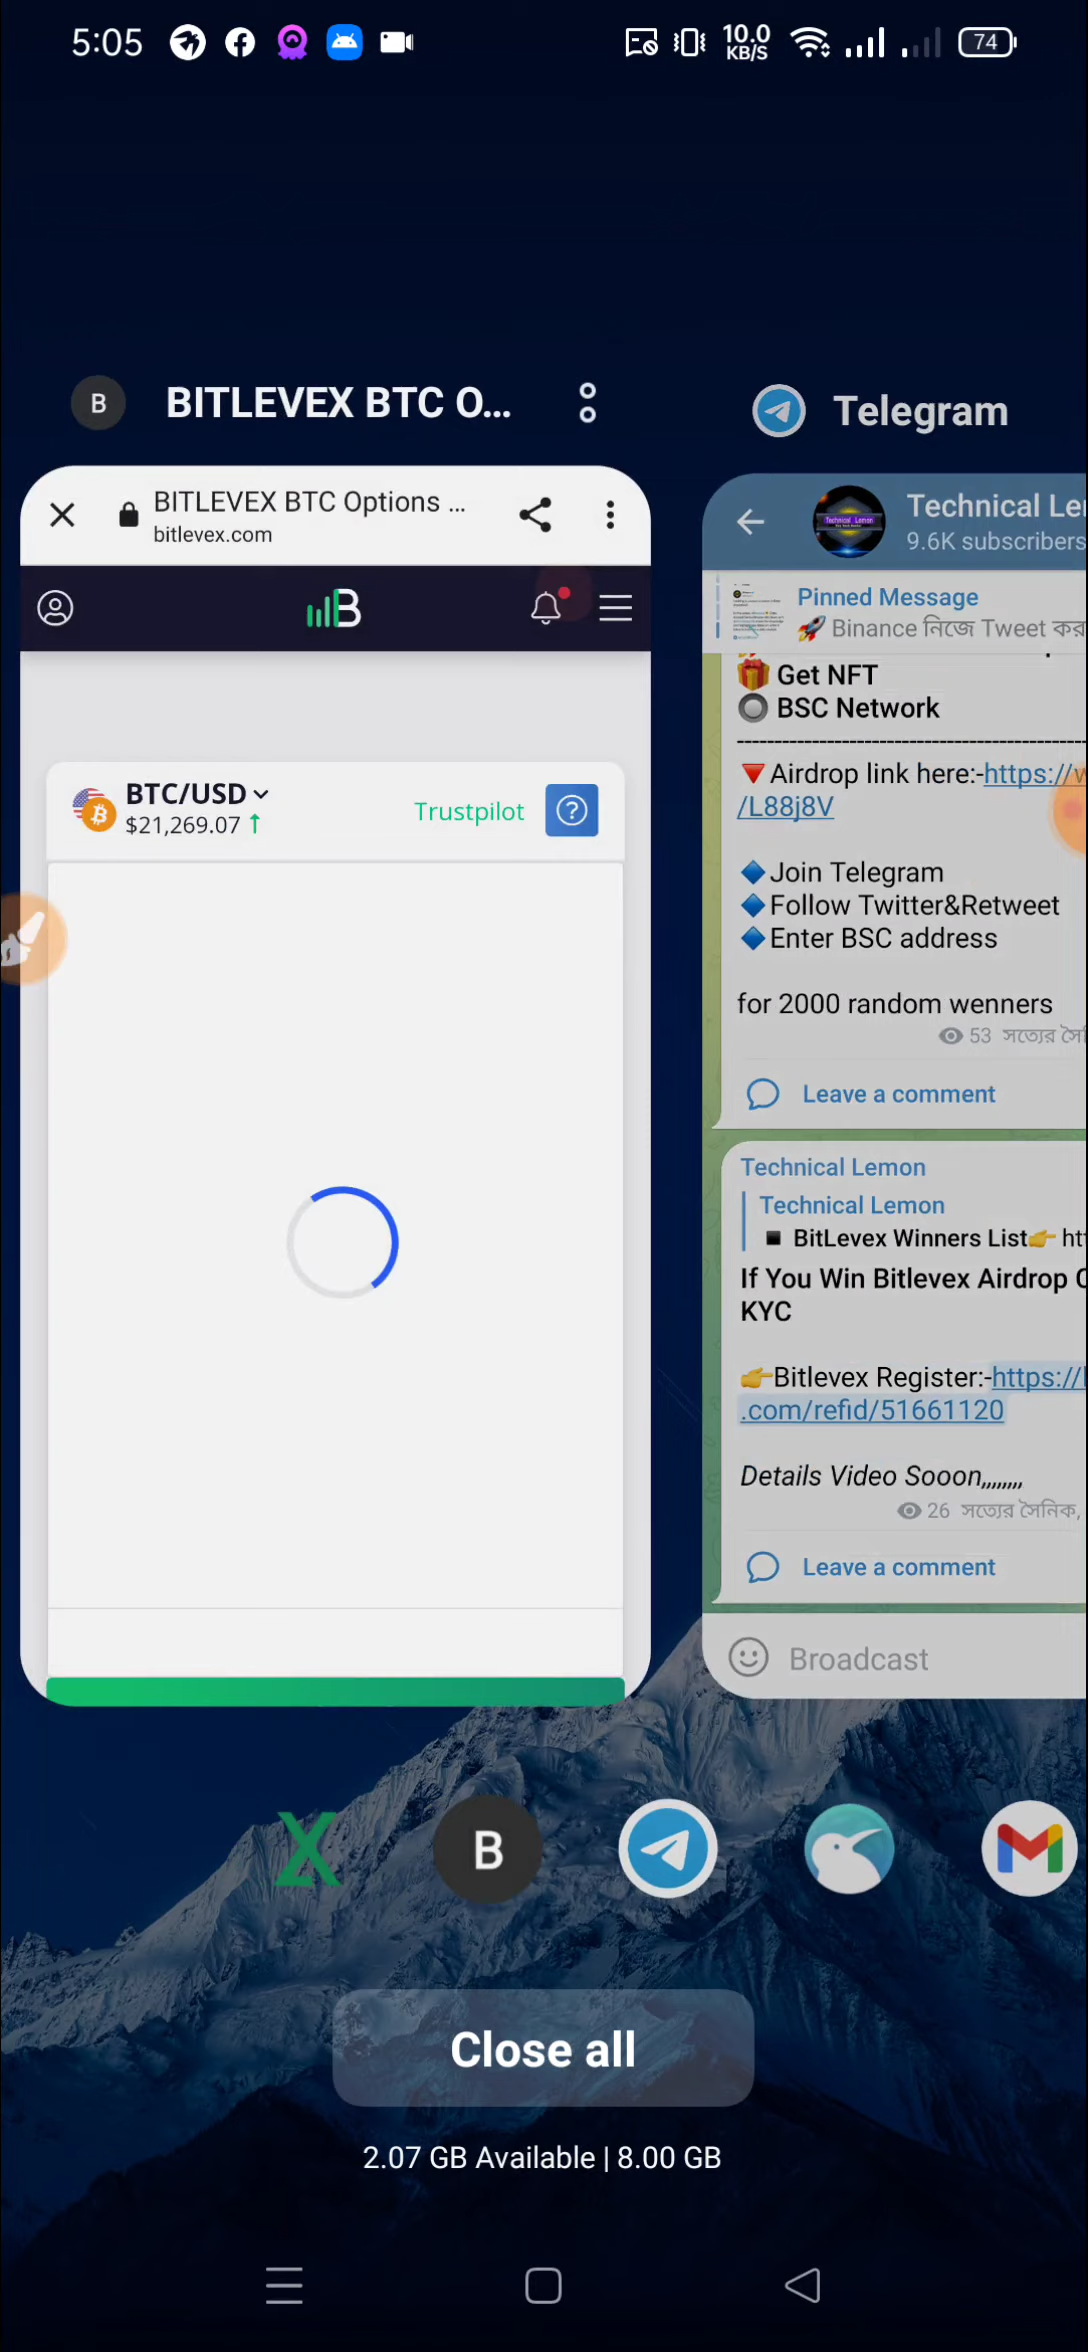 5:05
10.0
KB/S
74
B
BITLEVEX BTC O...
BITLEVEX BTC Options ...
bitlevex.com
B
BTC/USD
$21,269.07 ↑
Trustpilot
?
Telegram
Technical Le
9.6K subscribers
Technical Lemon
Pinned Message
🚀 Binance নিজে Tweet কর
🎁 Get NFT
🔘 BSC Network
🔻Airdrop link here:-https://w
/L88j8V
🔷Join Telegram
🔷Follow Twitter&Retweet
🔷Enter BSC address
for 2000 random wenners
53 সত্যের সৈ
Leave a comment
Technical Lemon
Technical Lemon
▪️ BitLevex Winners List👉 ht
If You Win Bitlevex Airdrop C
KYC
👉Bitlevex Register:-https://
.com/refid/51661120
Details Video Sooon,,,,,,,,
26 সত্যের সৈনিক,
Leave a comment
Broadcast
X
B
Close all
2.07 GB Available | 8.00 GB